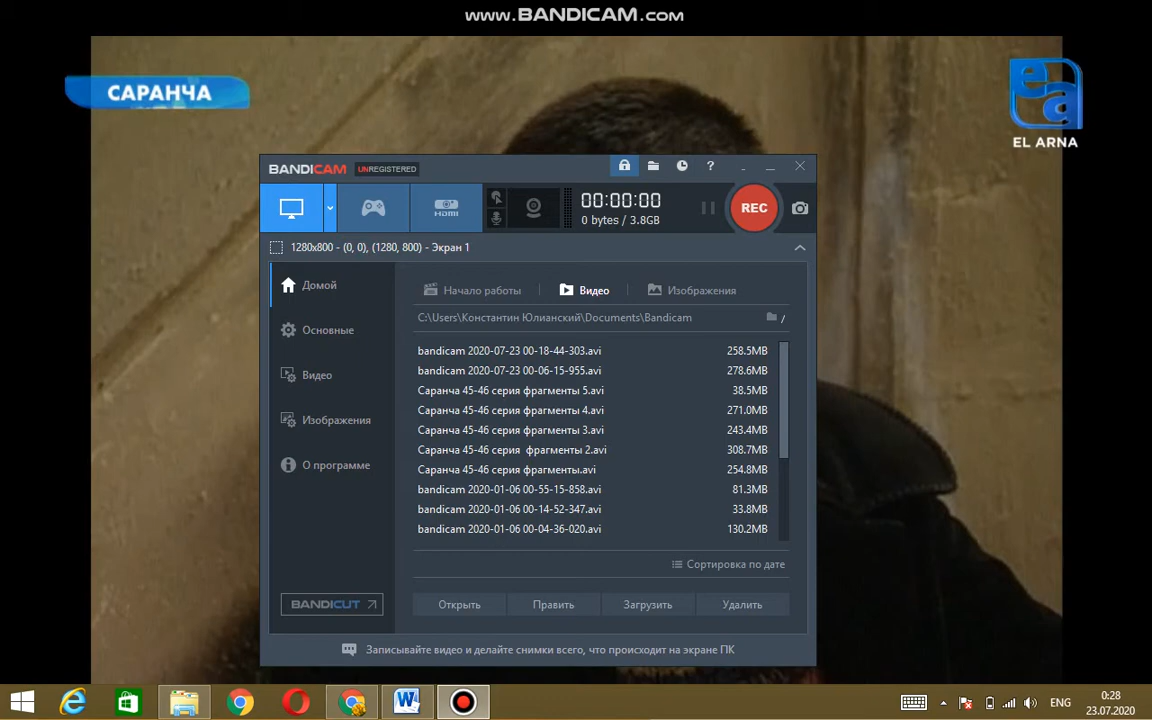 www.BANDICAM.com
САРАНЧА
ea
EL ARNA
BANDICAM UNREGISTERED
?
HDMI
00:00:00
0 bytes / 3.8GB
REC
1280x800 - (0, 0), (1280, 800) - Экран 1
Домой
Основные
Видео
Изображения
О программе
BANDICUT
Начало работы
Видео
Изображения
C:\Users\Константин Юлианский\Documents\Bandicam
/
bandicam 2020-07-23 00-18-44-303.avi 258.5MB
bandicam 2020-07-23 00-06-15-955.avi 278.6MB
Саранча 45-46 серия фрагменты 5.avi 38.5MB
Саранча 45-46 серия фрагменты 4.avi 271.0MB
Саранча 45-46 серия фрагменты 3.avi 243.4MB
Саранча 45-46 серия  фрагменты 2.avi 308.7MB
Саранча 45-46 серия фрагменты.avi 254.8MB
bandicam 2020-01-06 00-55-15-858.avi 81.3MB
bandicam 2020-01-06 00-14-52-347.avi 33.8MB
bandicam 2020-01-06 00-04-36-020.avi 130.2MB
Сортировка по дате
Открыть
Править
Загрузить
Удалить
Записывайте видео и делайте снимки всего, что происходит на экране ПК
ENG
0:28
23.07.2020